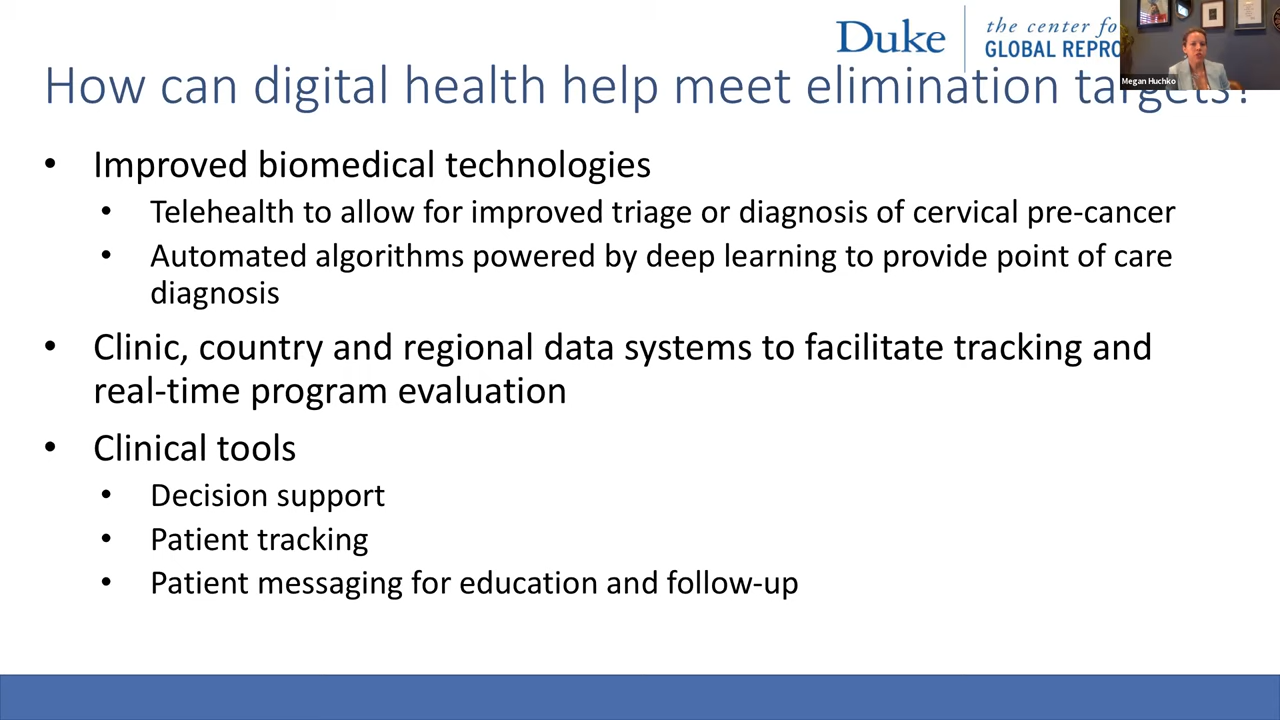 Duke
the center fo
GLOBAL REPRO
Megan Huchko
How can digital health help meet elimination targets?
• Improved biomedical technologies
• Telehealth to allow for improved triage or diagnosis of cervical pre-cancer
• Automated algorithms powered by deep learning to provide point of care
diagnosis
• Clinic, country and regional data systems to facilitate tracking and
real-time program evaluation
• Clinical tools
• Decision support
• Patient tracking
• Patient messaging for education and follow-up